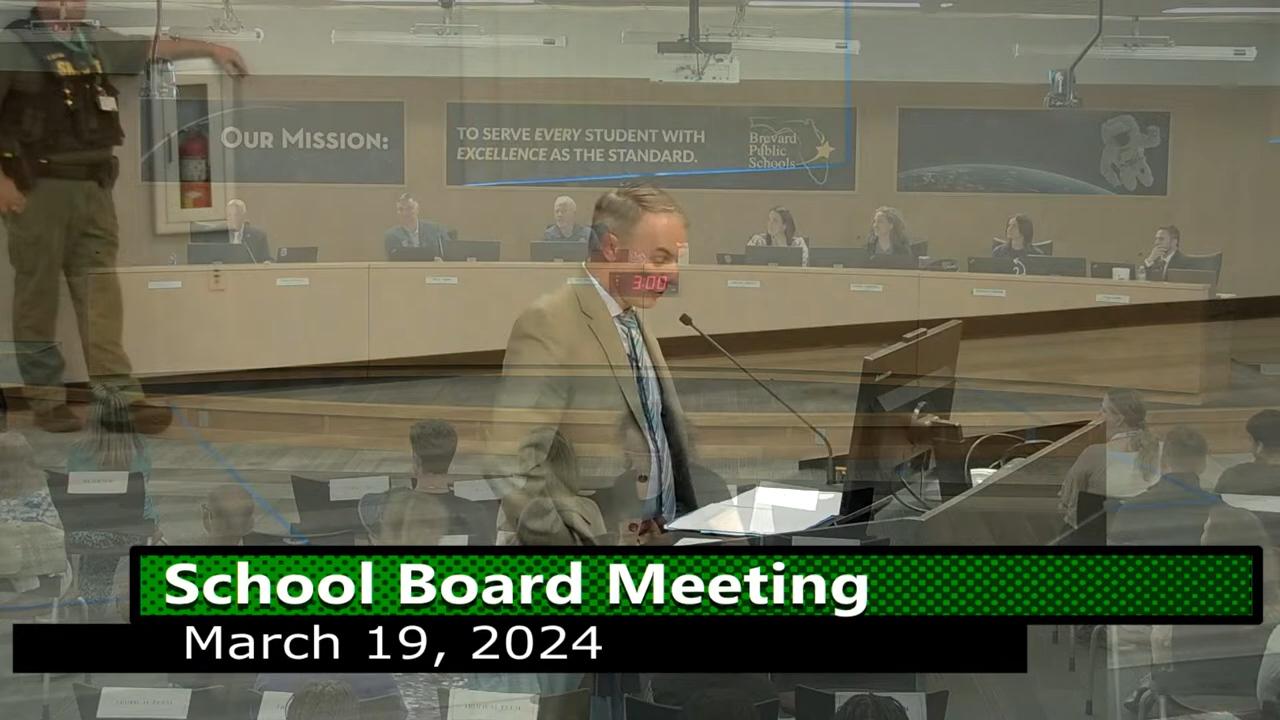 OUR MISSION:
TO SERVE EVERY STUDENT WITH
EXCELLENCE AS THE STANDARD.
Brevard
Public
Schools
3:00
School Board Meeting
March 19, 2024